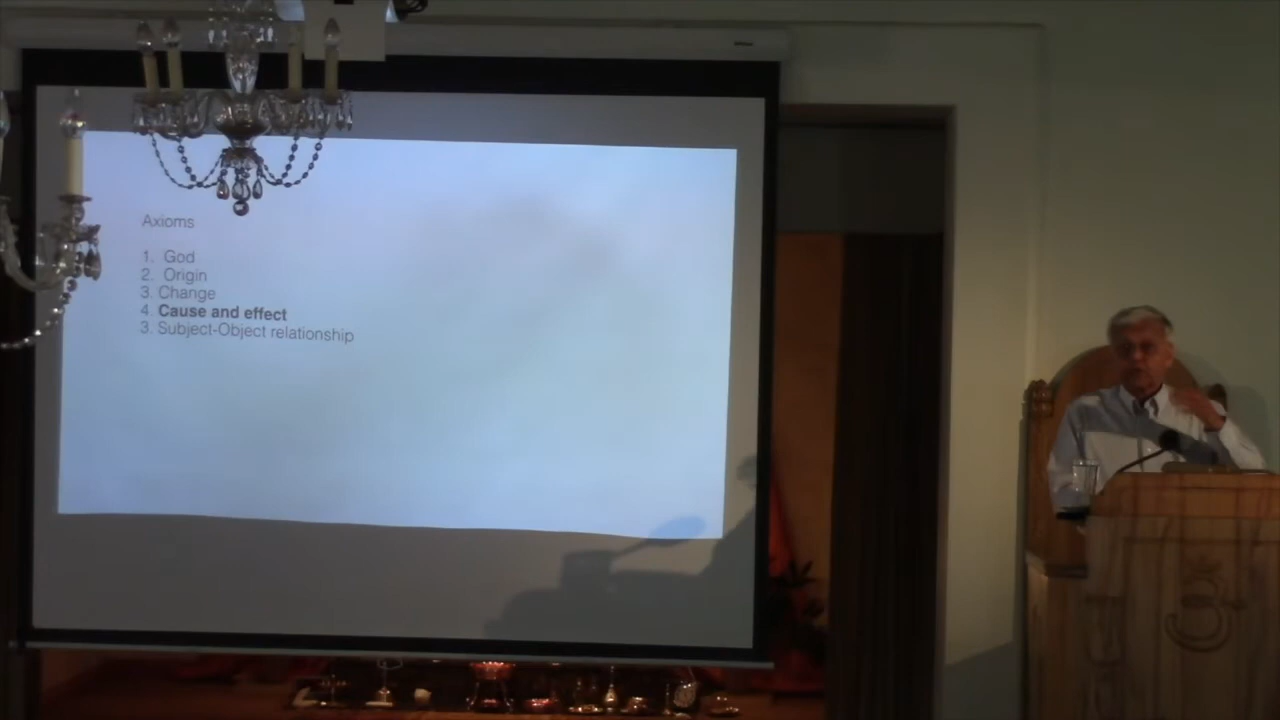 Axioms
1. God
2. Origin
3. Change
4. Cause and effect
3. Subject-Object relationship